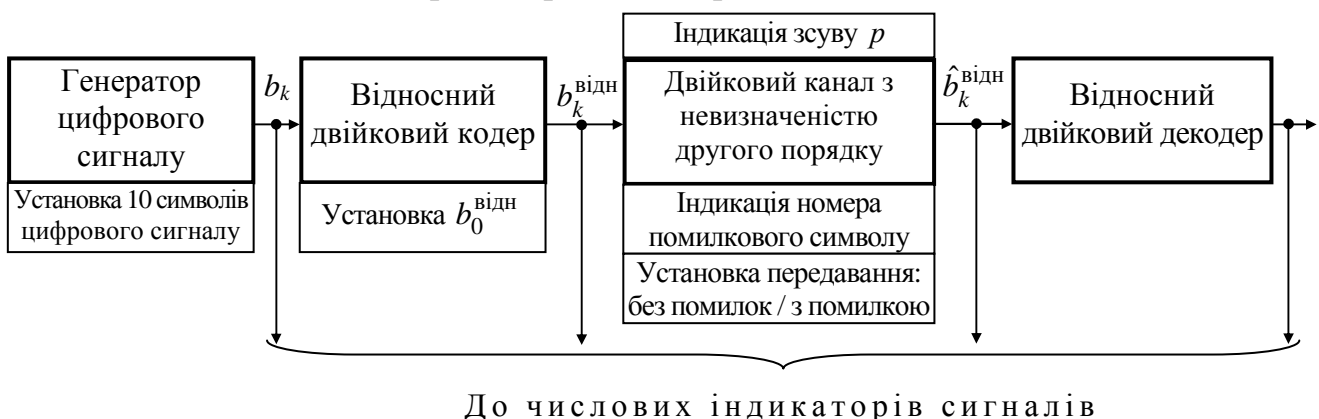 Індикація зсуву p
Генератор
цифрового
сигналу
b_k
Відносний
двійковий кодер
b_k^відн
Двійковий канал з
невизначеністю
другого порядку
b̂_k^відн
Відносний
двійковий декодер
Установка 10 символів
цифрового сигналу
Установка b_0^відн
Індикація номера
помилкового символу
Установка передавання:
без помилок / з помилкою
До числових індикаторів сигналів